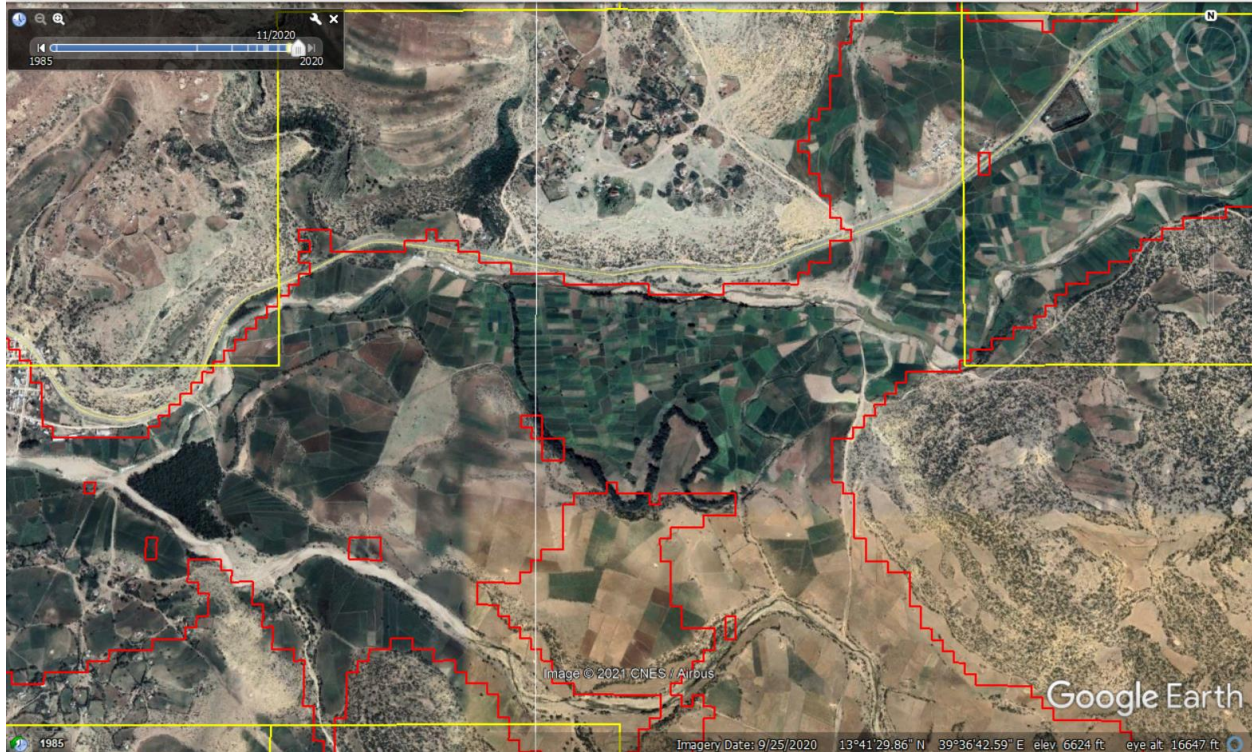 11/2020
1985
2020
N
Image © 2021 CNES / Airbus
Google Earth
1985
Imagery Date: 9/25/2020 13°41'29.86" N 39°36'42.59" E elev 6624 ft eye alt 16647 ft